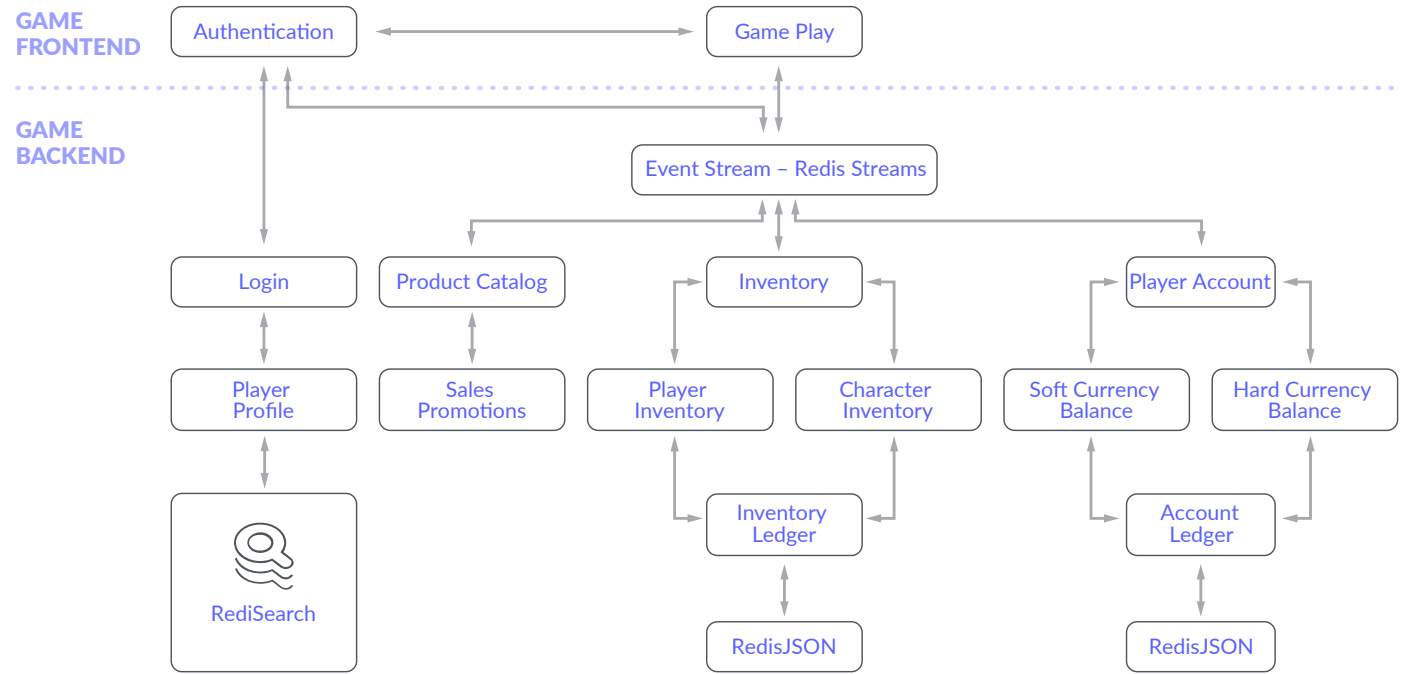 GAME
FRONTEND
Authentication
Game Play
GAME
BACKEND
Event Stream – Redis Streams
Login
Product Catalog
Inventory
Player Account
Player
Profile
Sales
Promotions
Player
Inventory
Character
Inventory
Soft Currency
Balance
Hard Currency
Balance
RediSearch
Inventory
Ledger
Account
Ledger
RedisJSON
RedisJSON